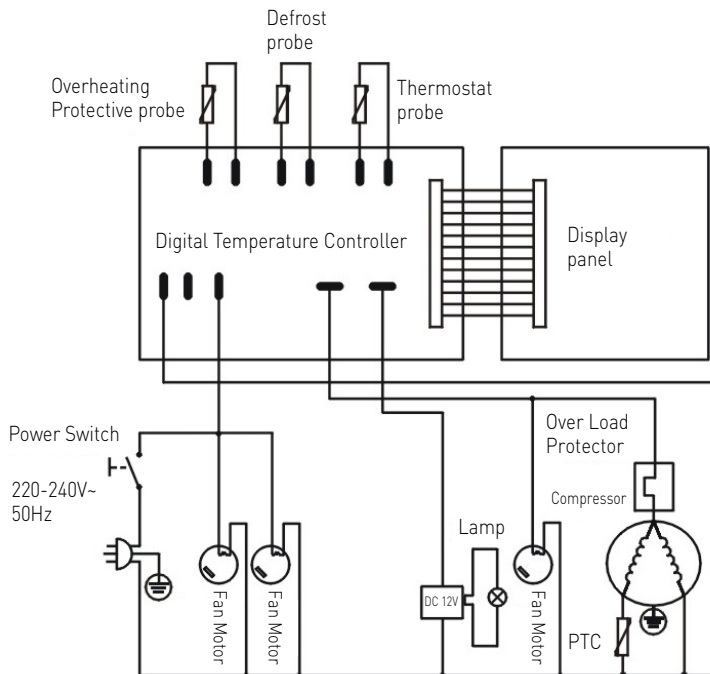 Defrost
probe
Overheating
Protective probe
Thermostat
probe
Digital Temperature Controller
Display
panel
Power Switch
220-240V~
50Hz
Over Load
Protector
Compressor
Lamp
DC 12V
Fan Motor
Fan Motor
Fan Motor
PTC